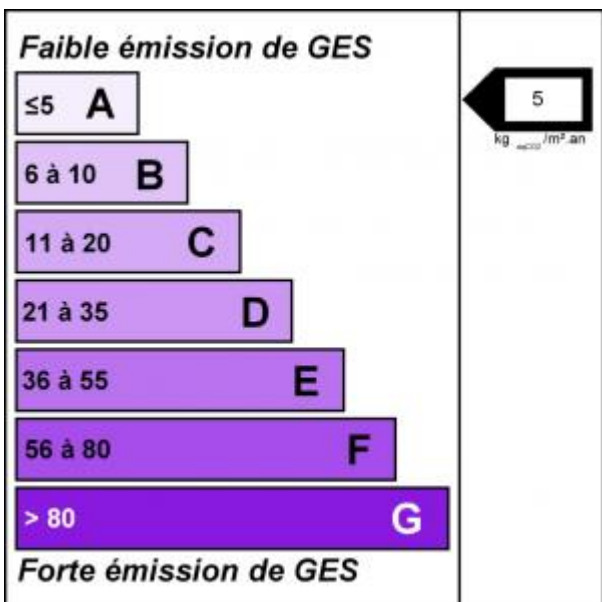 Faible émission de GES
≤5 A
5
kg eqCO2 /m².an
6 à 10 B
11 à 20 C
21 à 35 D
36 à 55 E
56 à 80 F
> 80 G
Forte émission de GES